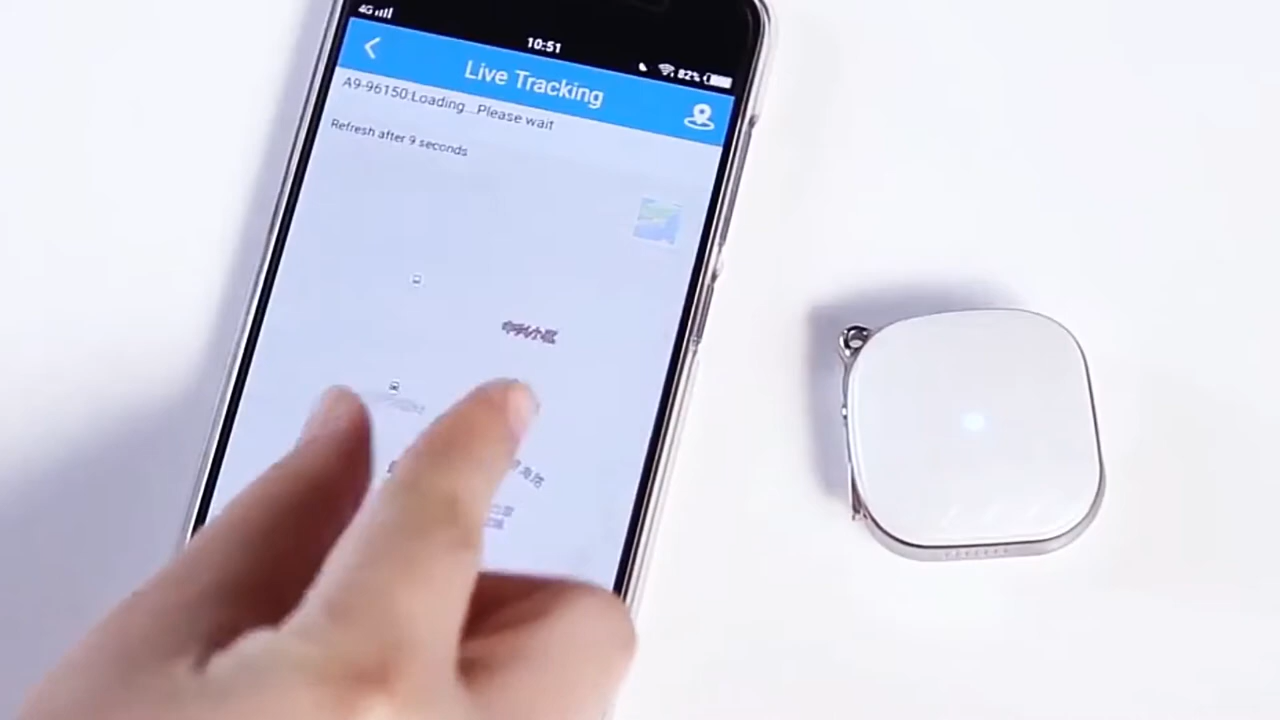 4G
10:51
82%
Live Tracking
A9-96150:Loading...Please wait
Refresh after 9 seconds